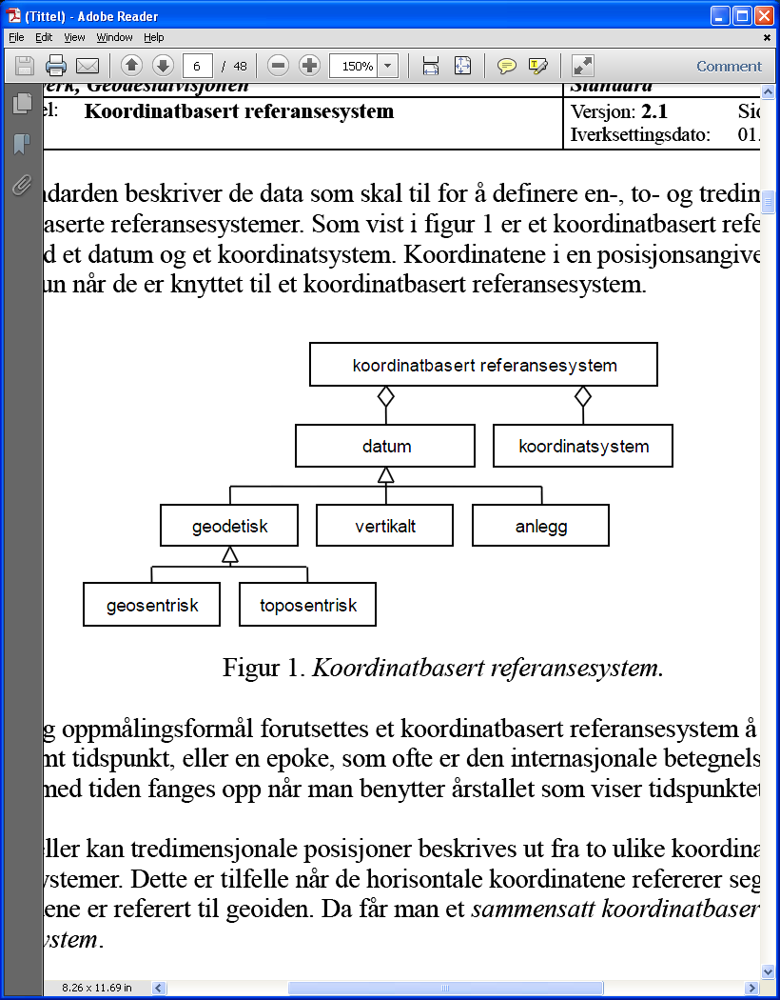 (Tittel) - Adobe Reader
File Edit View Window Help
6 / 48 150% Comment
verk, Geodesidivisjonen Standard
el: Koordinatbasert referansesystem Versjon: 2.1
Iverksettingsdato: 01.
ndarden beskriver de data som skal til for å definere en-, to- og tredim
aserte referansesystemer. Som vist i figur 1 er et koordinatbasert refe
d et datum og et koordinatsystem. Koordinatene i en posisjonsangive
un når de er knyttet til et koordinatbasert referansesystem.
koordinatbasert referansesystem
datum koordinatsystem
geodetisk vertikalt anlegg
geosentrisk toposentrisk
Figur 1. Koordinatbasert referansesystem.
g oppmålingsformål forutsettes et koordinatbasert referansesystem å
mt tidspunkt, eller en epoke, som ofte er den internasjonale betegnels
med tiden fanges opp når man benytter årstallet som viser tidspunktet
eller kan tredimensjonale posisjoner beskrives ut fra to ulike koordina
ystemer. Dette er tilfelle når de horisontale koordinatene refererer seg
ene er referert til geoiden. Da får man et sammensatt koordinatbaser
ystem.
8.26 x 11.69 in